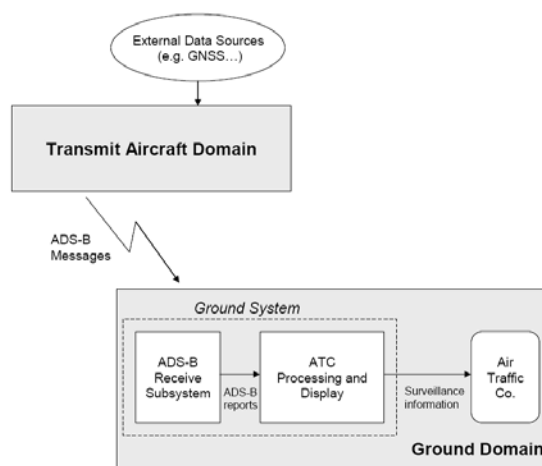 External Data Sources
(e.g. GNSS...)
Transmit Aircraft Domain
ADS-B
Messages
Ground System
ADS-B
Receive
Subsystem
ADS-B
reports
ATC
Processing and
Display
Surveillance
information
Air
Traffic
Co.
Ground Domain